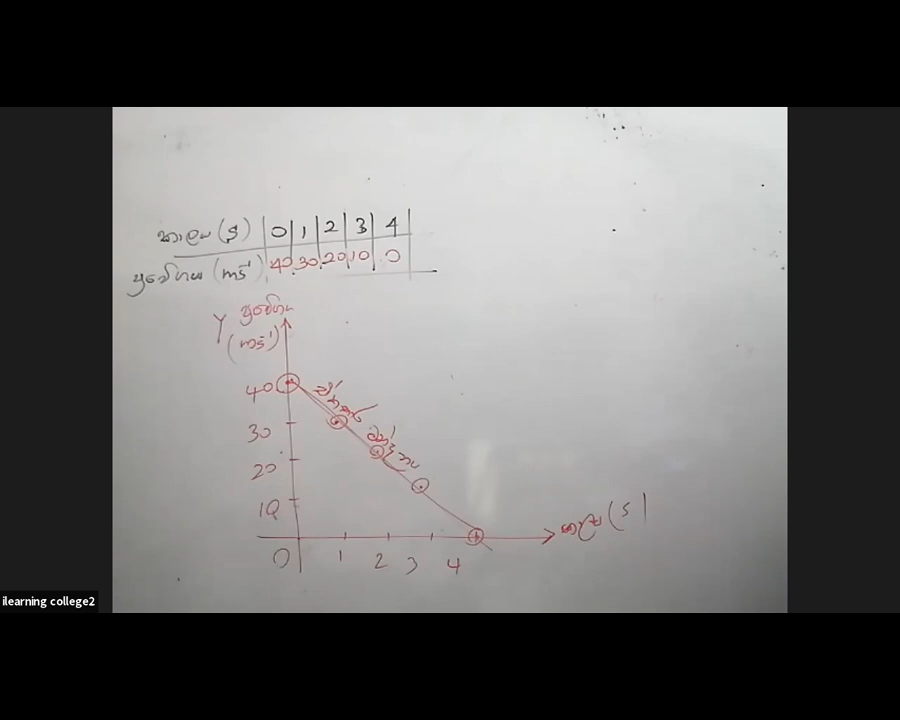 කාලය (s) 0 1 2 3 4
ප්‍රවේගය (ms⁻¹) 40 30 20 10 0
Y ප්‍රවේගය
(ms⁻¹)
40
30
20
10
0 1 2 3 4
කාලය (s)
ilearning college2